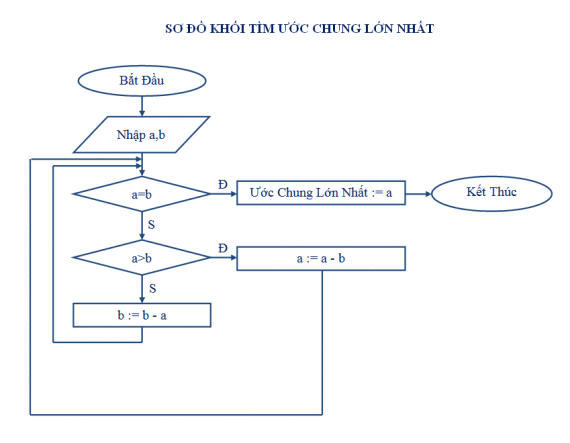 SƠ ĐỒ KHỐI TÌM ƯỚC CHUNG LỚN NHẤT
Bắt Đầu
Nhập a,b
a=b
Đ
Ước Chung Lớn Nhất := a
Kết Thúc
S
a>b
Đ
a := a - b
S
b := b - a